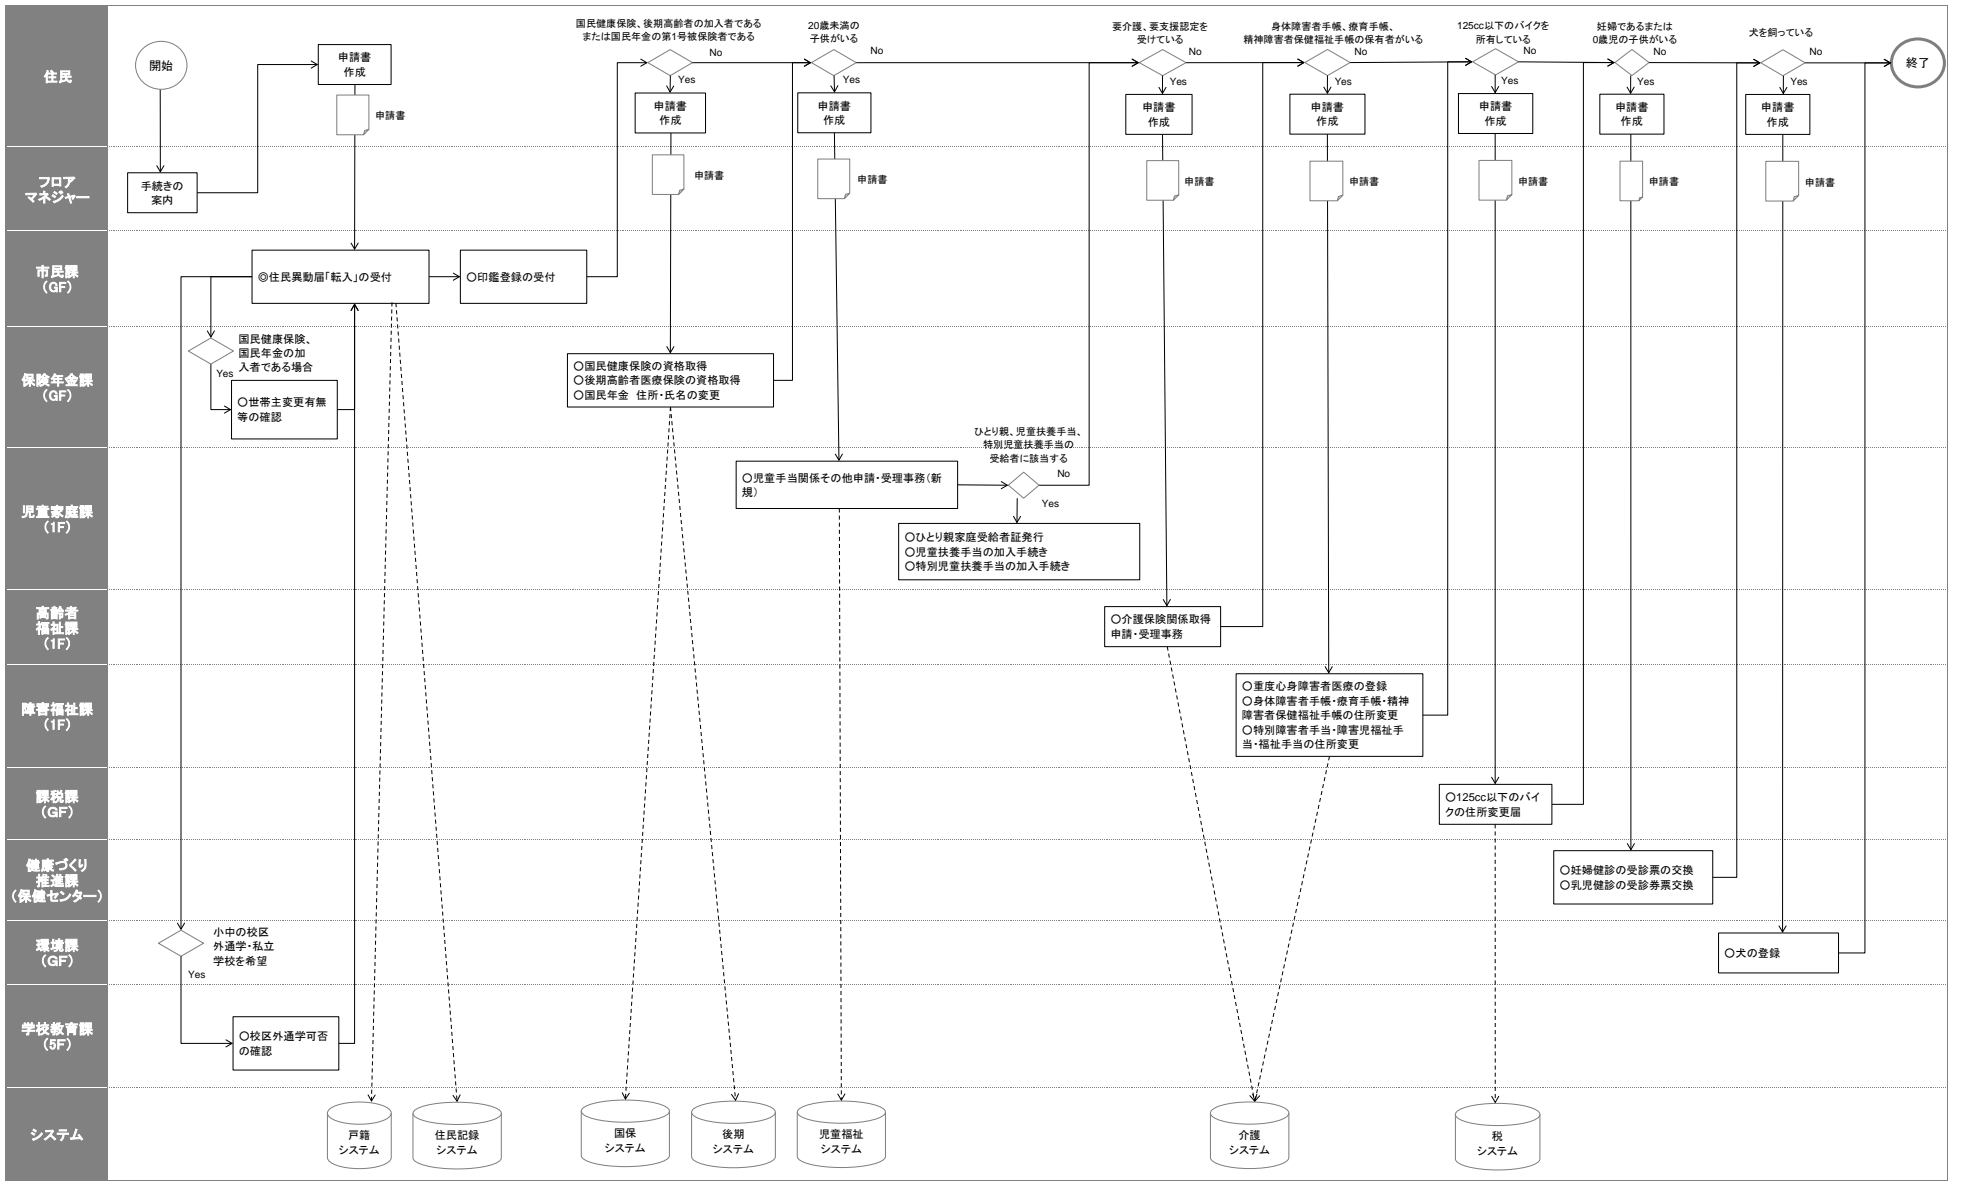 住民
開始
申請書
作成
申請書
国民健康保険、後期高齢者の加入者である
または国民年金の第1号被保険者である
No
Yes
申請書
作成
20歳未満の
子供がいる
No
Yes
申請書
作成
要介護、要支援認定を
受けている
No
Yes
申請書
作成
身体障害者手帳、療育手帳、
精神障害者保健福祉手帳の保有者がいる
No
Yes
申請書
作成
125cc以下のバイクを
所有している
No
Yes
申請書
作成
妊婦であるまたは
0歳児の子供がいる
No
Yes
申請書
作成
犬を飼っている
No
Yes
申請書
作成
終了
フロア
マネジャー
手続きの
案内
申請書
申請書
申請書
申請書
申請書
申請書
申請書
市民課
(GF)
◎住民異動届「転入」の受付
○印鑑登録の受付
保険年金課
(GF)
国民健康保険、
国民年金の加
入者である場合
Yes
○世帯主変更有無
等の確認
○国民健康保険の資格取得
○後期高齢者医療保険の資格取得
○国民年金 住所・氏名の変更
児童家庭課
(1F)
○児童手当関係その他申請・受理事務(新
規)
ひとり親、児童扶養手当、
特別児童扶養手当の
受給者に該当する
No
Yes
○ひとり親家庭受給者証発行
○児童扶養手当の加入手続き
○特別児童扶養手当の加入手続き
高齢者
福祉課
(1F)
○介護保険関係取得
申請・受理事務
障害福祉課
(1F)
○重度心身障害者医療の登録
○身体障害者手帳・療育手帳・精神
障害者保健福祉手帳の住所変更
○特別障害者手当・障害児福祉手
当・福祉手当の住所変更
課税課
(GF)
○125cc以下のバイ
クの住所変更届
健康づくり
推進課
(保健センター)
○妊婦健診の受診票の交換
○乳児健診の受診券票交換
環境課
(GF)
小中の校区
外通学・私立
学校を希望
Yes
○犬の登録
学校教育課
(5F)
○校区外通学可否
の確認
システム
戸籍
システム
住民記録
システム
国保
システム
後期
システム
児童福祉
システム
介護
システム
税
システム